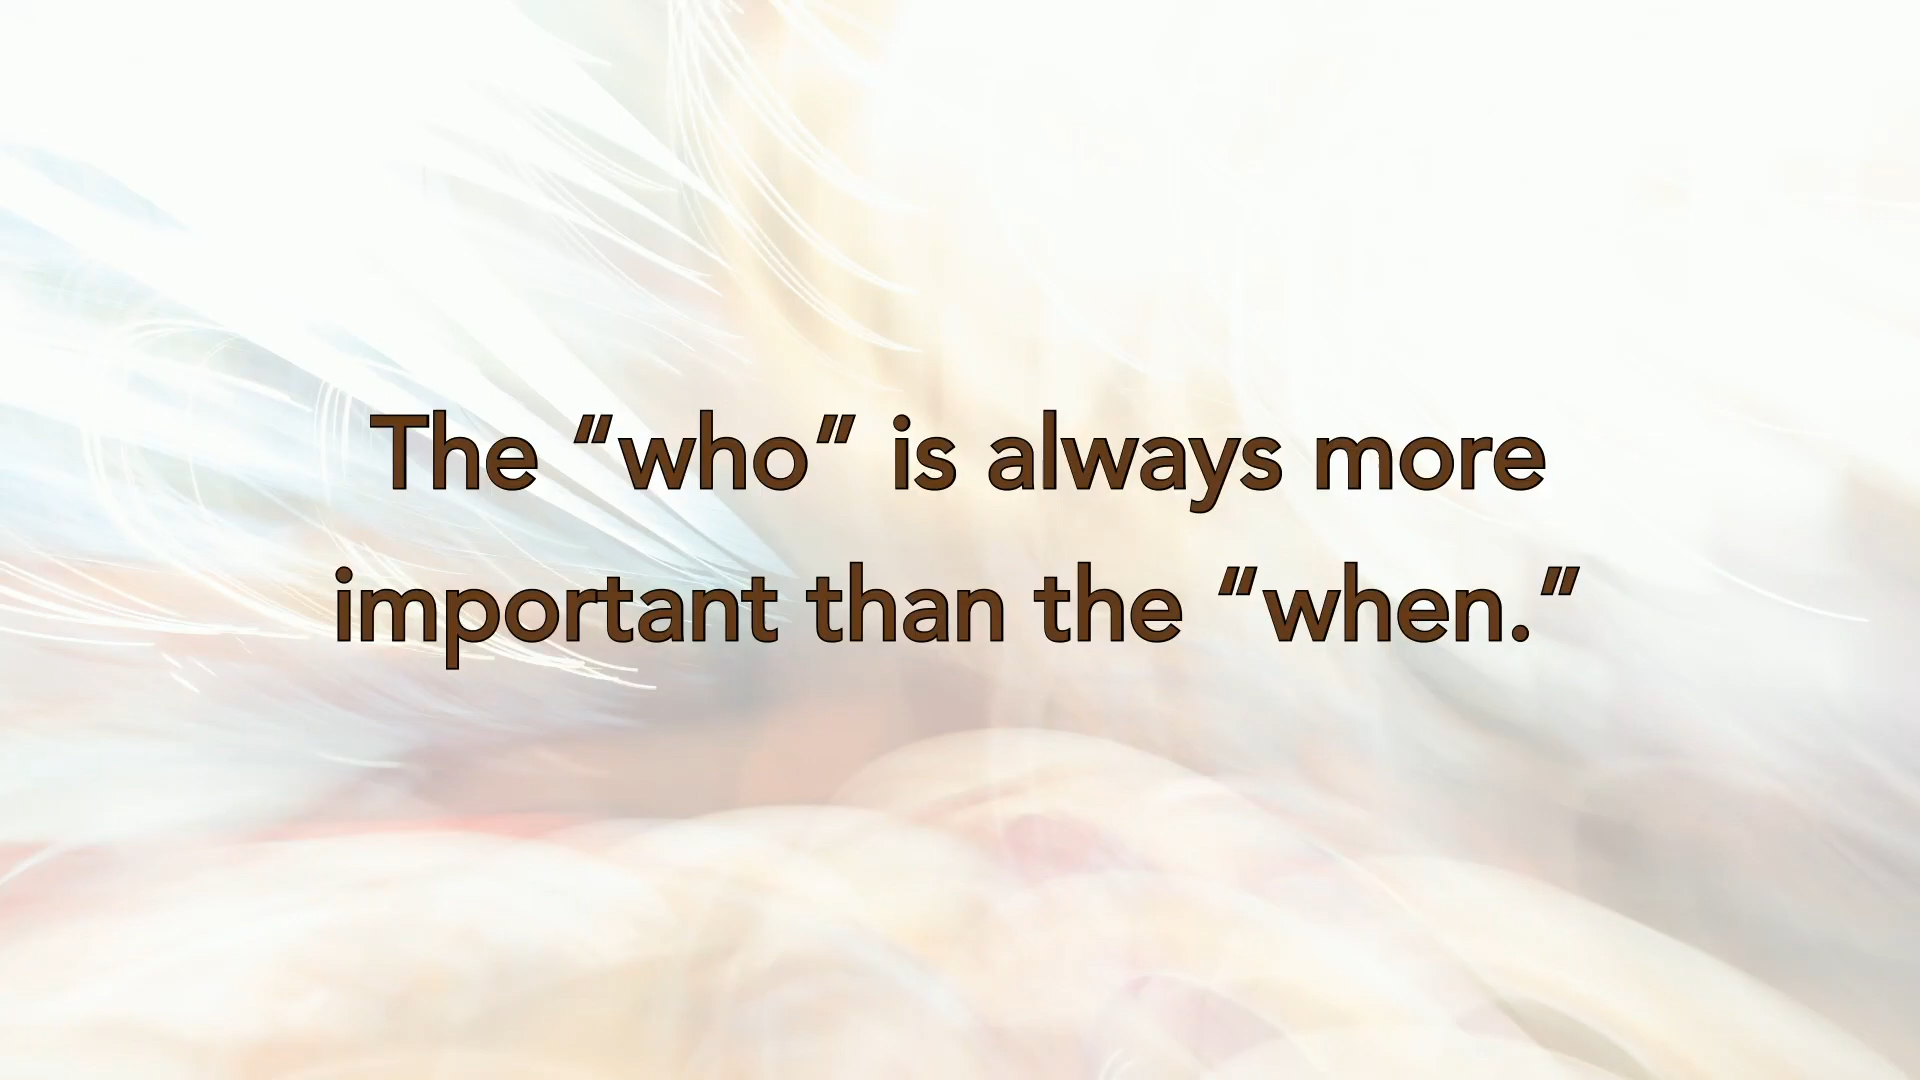 The “who” is always more
important than the “when.”